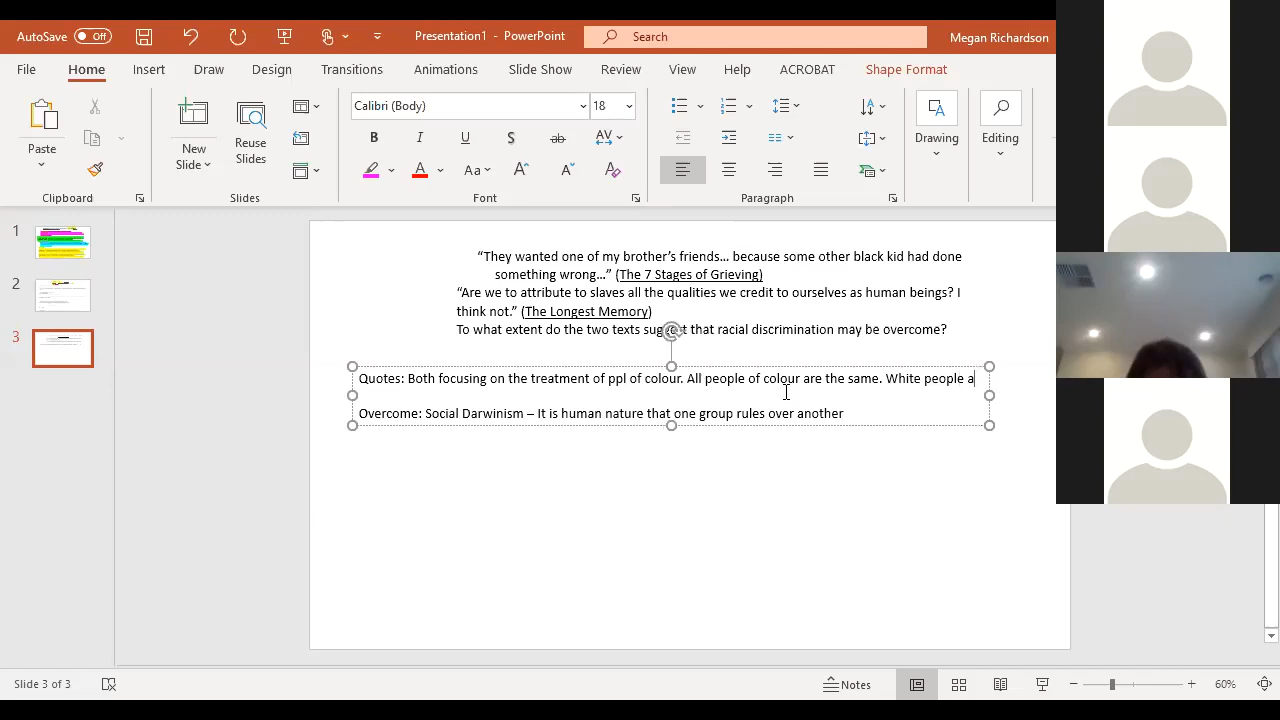 AutoSave Off Presentation1 - PowerPoint Search Megan Richardson
File Home Insert Draw Design Transitions Animations Slide Show Review View Help ACROBAT Shape Format
Calibri (Body) 18
Paste New Slide Reuse Slides B I U S ab AV Aa A A A Drawing Editing
Clipboard Slides Font Paragraph
1
2
3
“They wanted one of my brother’s friends... because some other black kid had done
something wrong...” (The 7 Stages of Grieving)
“Are we to attribute to slaves all the qualities we credit to ourselves as human beings? I
think not.” (The Longest Memory)
To what extent do the two texts suggest that racial discrimination may be overcome?
Quotes: Both focusing on the treatment of ppl of colour. All people of colour are the same. White people a
Overcome: Social Darwinism – It is human nature that one group rules over another
Slide 3 of 3 Notes 60%